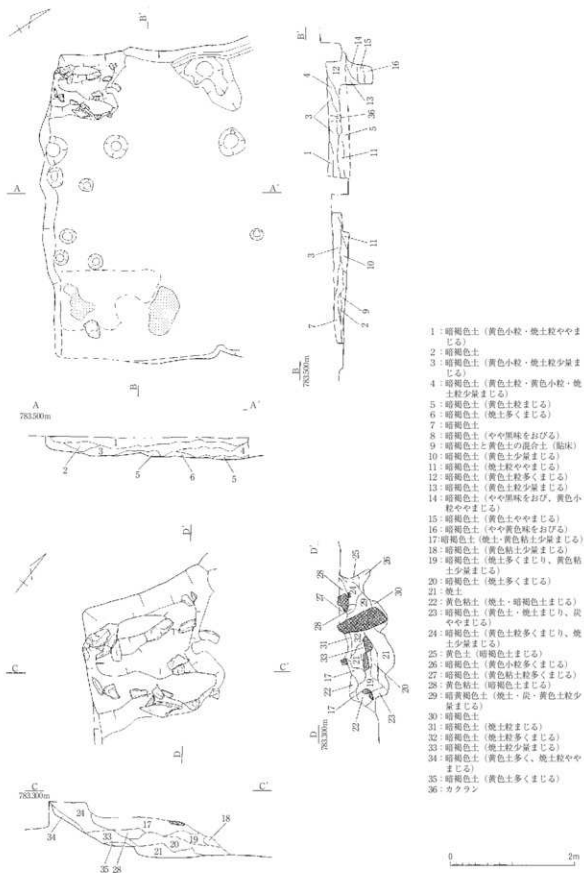 B'
B'
14
15
16
4
12
13
3
36
5
1
11
A
A'
11
3
10
9
7
2
B
B
783.500m
A
A'
783.500m
3
4
2
5
6
5
D'
D'
25
26
28
24
27
29
30
28
C
C'
31
32
33
21
21
17
19
20
22
17
23
22
D
D
783.300m
C
C'
783.300m
24
17
18
34
33
20
19
35
28
21
1：暗褐色土（黄色小粒・焼土粒ややま
じる）
2：暗褐色土
3：暗褐色土（黄色小粒・焼土粒少量ま
じる）
4：暗褐色土（黄色土粒・黄色小粒・焼
土粒少量まじる）
5：暗褐色土（黄色土粒まじる）
6：暗褐色土（焼土多くまじる）
7：暗褐色土
8：暗褐色土（やや黒味をおびる）
9：暗褐色土と黄色土の混合土（貼床）
10：暗褐色土（黄色土少量まじる）
11：暗褐色土（焼土粒ややまじる）
12：暗褐色土（黄色土粒多くまじる）
13：暗褐色土（黄色土粒少量まじる）
14：暗褐色土（やや黒味をおび、黄色小
粒ややまじる）
15：暗褐色土（黄色土ややまじる）
16：暗褐色土（やや黄色味をおびる）
17：暗褐色土（焼土・黄色粘土少量まじる）
18：暗褐色土（黄色粘土少量まじる）
19：暗褐色土（焼土多くまじり、黄色粘
土少量まじる）
20：暗褐色土（焼土多くまじる）
21：焼土
22：黄色粘土（焼土・暗褐色土まじる）
23：暗褐色土（黄色土・焼土まじり、炭
ややまじる）
24：暗褐色土（黄色土粒多くまじり、焼
土少量まじる）
25：黄色土（暗褐色土まじる）
26：暗褐色土（黄色小粒多くまじる）
27：暗褐色土（黄色粘土粒多くまじる）
28：黄色粘土（暗褐色土まじる）
29：暗黄褐色土（焼土・炭・黄色土粒少
量まじる）
30：暗褐色土
31：暗褐色土（焼土粒まじる）
32：暗褐色土（焼土粒多くまじる）
33：暗褐色土（焼土粒少量まじる）
34：暗褐色土（黄色土多く、焼土粒やや
まじる）
35：暗褐色土（黄色土多くまじる）
36：カクラン
0
2m